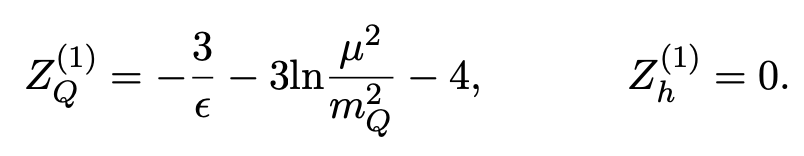 Z_Q^{(1)} = -\frac{3}{\epsilon} - 3\ln\frac{\mu^2}{m_Q^2} - 4, \qquad Z_h^{(1)} = 0.